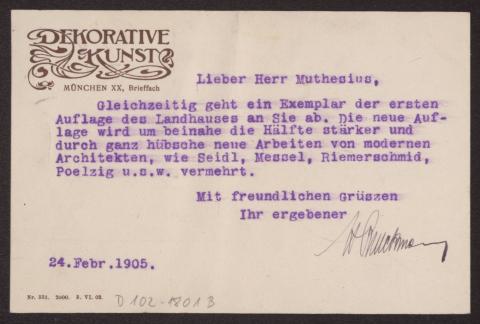 DEKORATIVE
KUNST
MÜNCHEN XX, Brieffach
Lieber Herr Muthesius,
Gleichzeitig geht ein Exemplar der ersten
Auflage des Landhauses an Sie ab. Die neue Auf-
lage wird um beinahe die Hälfte stärker und
durch ganz hübsche neue Arbeiten von modernen
Architekten, wie Seidl, Messel, Riemerschmid,
Poelzig u.s.w. vermehrt.
Mit freundlichen Grüszen
Ihr ergebener
24.Febr.1905.
D 102-1801 3